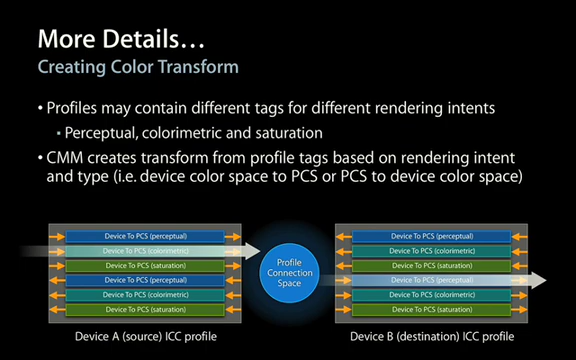 More Details…
Creating Color Transform
• Profiles may contain different tags for different rendering intents
▪ Perceptual, colorimetric and saturation
• CMM creates transform from profile tags based on rendering intent
and type (i.e. device color space to PCS or PCS to device color space)
Device To PCS (perceptual)
Device To PCS (colorimetric)
Device To PCS (saturation)
Device To PCS (perceptual)
Device To PCS (colorimetric)
Device To PCS (saturation)
Device A (source) ICC profile
Profile
Connection
Space
Device To PCS (perceptual)
Device To PCS (colorimetric)
Device To PCS (saturation)
Device To PCS (perceptual)
Device To PCS (colorimetric)
Device To PCS (saturation)
Device B (destination) ICC profile